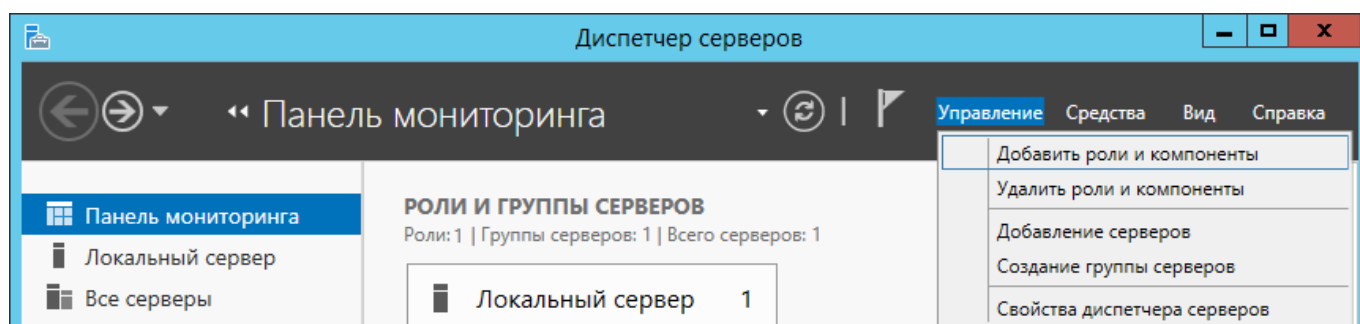 Диспетчер серверов
Панель мониторинга
Управление Средства Вид Справка
Добавить роли и компоненты
Удалить роли и компоненты
Добавление серверов
Создание группы серверов
Свойства диспетчера серверов
Панель мониторинга
Локальный сервер
Все серверы
РОЛИ И ГРУППЫ СЕРВЕРОВ
Роли: 1 | Группы серверов: 1 | Всего серверов: 1
Локальный сервер 1